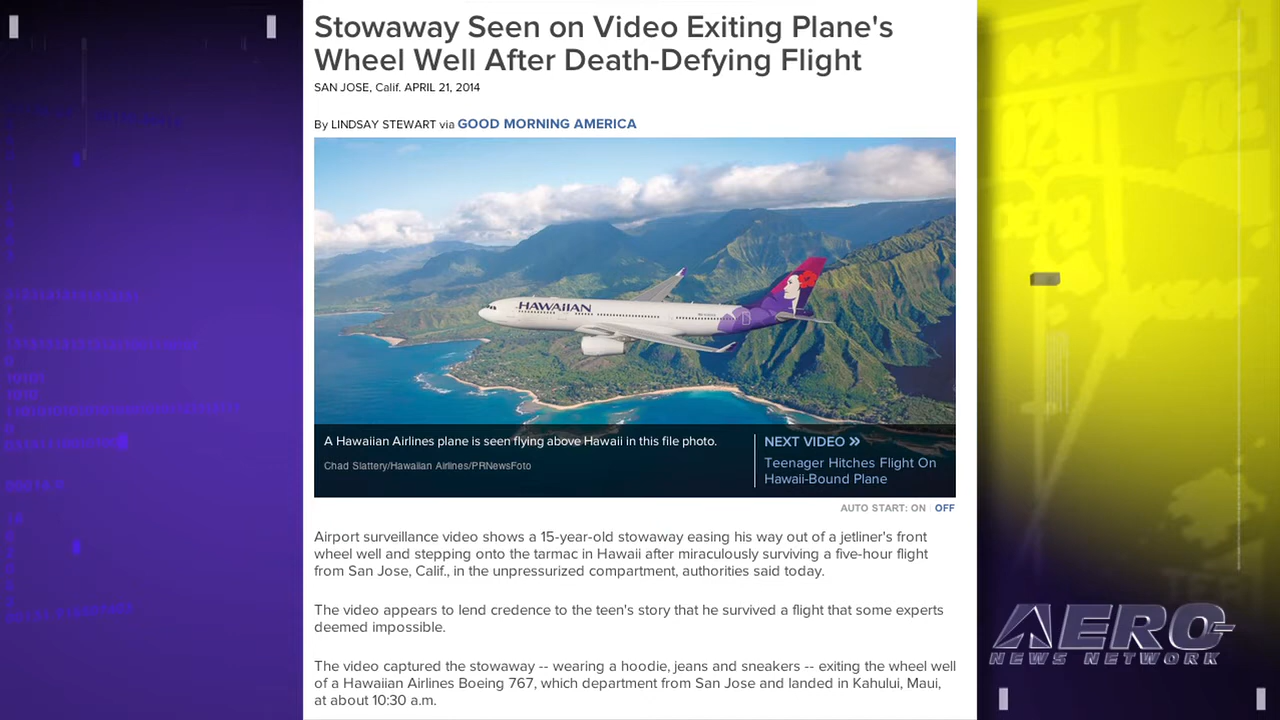 Stowaway Seen on Video Exiting Plane's
Wheel Well After Death-Defying Flight
SAN JOSE, Calif. APRIL 21, 2014
By LINDSAY STEWART via GOOD MORNING AMERICA
HAWAIIAN
A Hawaiian Airlines plane is seen flying above Hawaii in this file photo.
Chad Slattery/Hawaiian Airlines/PRNewsFoto
NEXT VIDEO »
Teenager Hitches Flight On
Hawaii-Bound Plane
AUTO START: ON | OFF
Airport surveillance video shows a 15-year-old stowaway easing his way out of a jetliner's front
wheel well and stepping onto the tarmac in Hawaii after miraculously surviving a five-hour flight
from San Jose, Calif., in the unpressurized compartment, authorities said today.
The video appears to lend credence to the teen's story that he survived a flight that some experts
deemed impossible.
The video captured the stowaway -- wearing a hoodie, jeans and sneakers -- exiting the wheel well
of a Hawaiian Airlines Boeing 767, which department from San Jose and landed in Kahului, Maui,
at about 10:30 a.m.
AERO
NEWS NETWORK